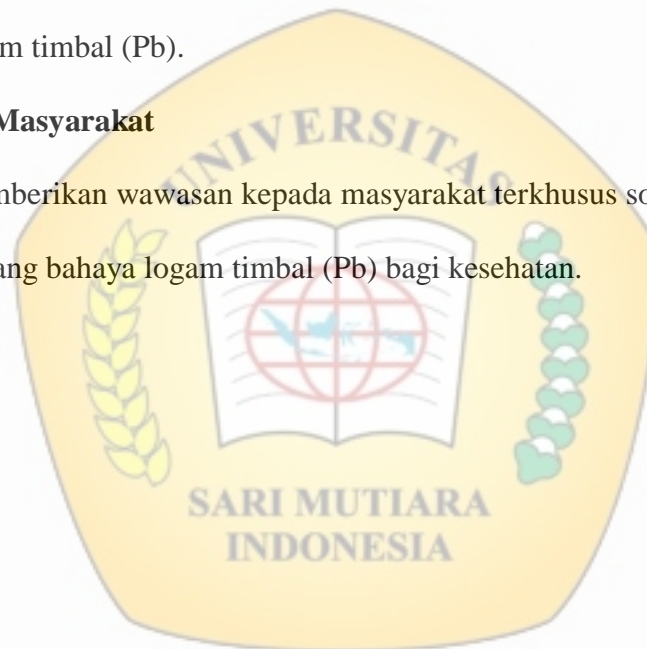 m timbal (Pb).
Masyarakat
mberikan wawasan kepada masyarakat terkhusus so
ang bahaya logam timbal (Pb) bagi kesehatan.
UNIVERSITAS
SARI MUTIARA
INDONESIA